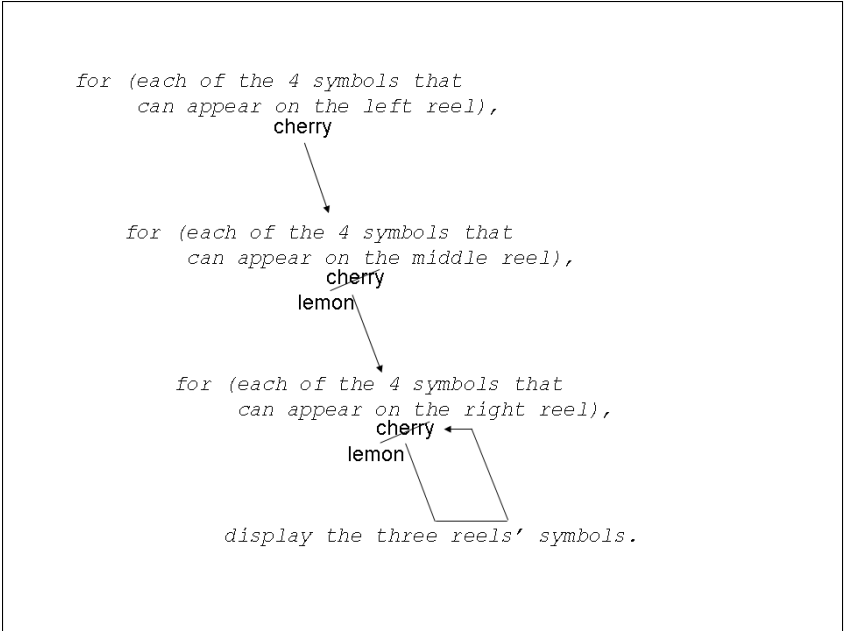 for (each of the 4 symbols that
can appear on the left reel),
cherry
for (each of the 4 symbols that
can appear on the middle reel),
cherry
lemon
for (each of the 4 symbols that
can appear on the right reel),
cherry
lemon
display the three reels’ symbols.